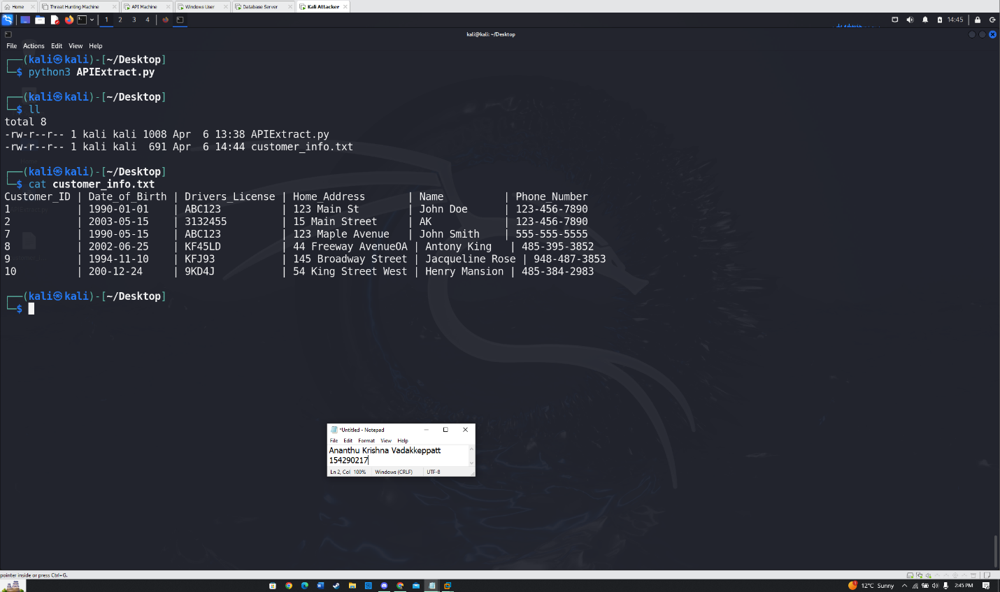 Home Threat Hunting Machine API Machine Windows User Database Server Kali Attacker
1 2 3 4 14:45
kali@kali: ~/Desktop
File Actions Edit View Help
┌──(kali㉿kali)-[~/Desktop]
└─$ python3 APIExtract.py
┌──(kali㉿kali)-[~/Desktop]
└─$ ll
total 8
-rw-r--r-- 1 kali kali 1008 Apr  6 13:38 APIExtract.py
-rw-r--r-- 1 kali kali  691 Apr  6 14:44 customer_info.txt
┌──(kali㉿kali)-[~/Desktop]
└─$ cat customer_info.txt
Customer_ID | Date_of_Birth | Drivers_License | Home_Address       | Name          | Phone_Number
1           | 1990-01-01    | ABC123          | 123 Main St        | John Doe      | 123-456-7890
2           | 2003-05-15    | 3132455         | 15 Main Street     | AK            | 123-456-7890
7           | 1990-05-15    | ABC123          | 123 Maple Avenue   | John Smith    | 555-555-5555
8           | 2002-06-25    | KF45LD          | 44 Freeway AvenueOA | Antony King   | 485-395-3852
9           | 1994-11-10    | KFJ93           | 145 Broadway Street | Jacqueline Rose | 948-487-3853
10          | 200-12-24     | 9KD4J           | 54 King Street West | Henry Mansion | 485-384-2983
┌──(kali㉿kali)-[~/Desktop]
└─$
*Untitled - Notepad
File Edit Format View Help
Ananthu Krishna Vadakkeppatt
154290217
Ln 2, Col 100% Windows (CRLF) UTF-8
pointer inside or press Ctrl+G.
12°C Sunny 2:45 PM